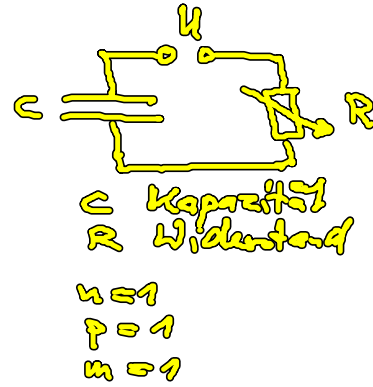 U
C R
C Kapazität
R Widerstand
n = 1
p = 1
m = 1